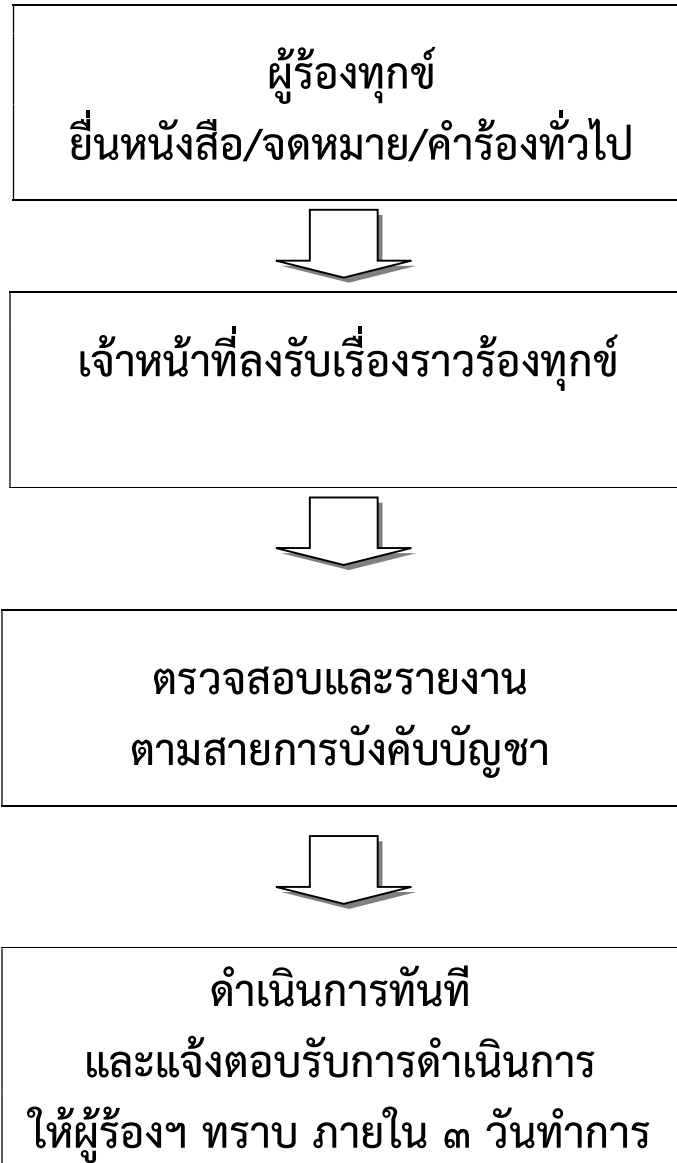 ผู้ร้องทุกข์
ยื่นหนังสือ/จดหมาย/คำร้องทั่วไป
เจ้าหน้าที่ลงรับเรื่องราวร้องทุกข์
ตรวจสอบและรายงาน
ตามสายการบังคับบัญชา
ดำเนินการทันที
และแจ้งตอบรับการดำเนินการ
ให้ผู้ร้องฯ ทราบ ภายใน ๓ วันทำการ